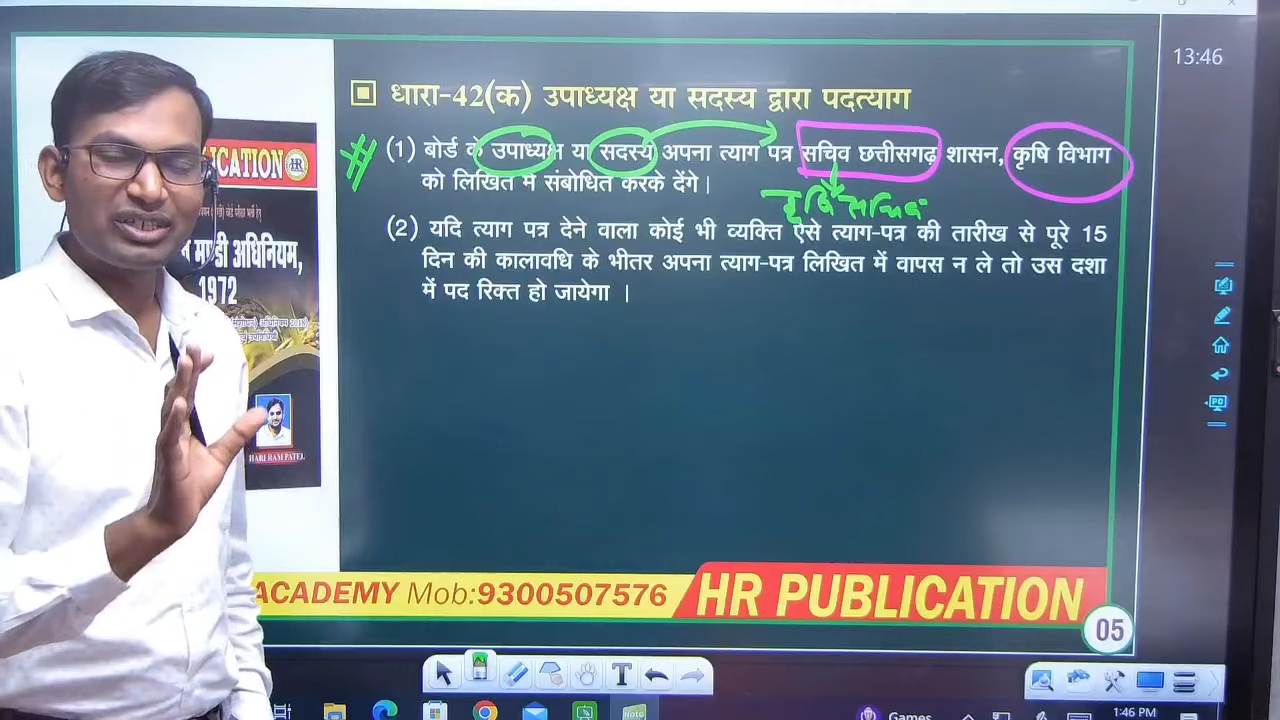 13:46
धारा-42(क) उपाध्यक्ष या सदस्य द्वारा पदत्याग
(1) बोर्ड के उपाध्यक्ष या सदस्य अपना त्याग पत्र सचिव छत्तीसगढ़ शासन, कृषि विभाग
को लिखित में संबोधित करके देंगे।
(2) यदि त्याग पत्र देने वाला कोई भी व्यक्ति ऐसे त्याग-पत्र की तारीख से पूरे 15
दिन की कालावधि के भीतर अपना त्याग-पत्र लिखित में वापस न ले तो उस दशा
में पद रिक्त हो जायेगा ।
मण्डी अधिनियम,
1972
HARI RAM PATEL
ACADEMY Mob:9300507576
HR PUBLICATION
05
T
PC
Games
1:46 PM